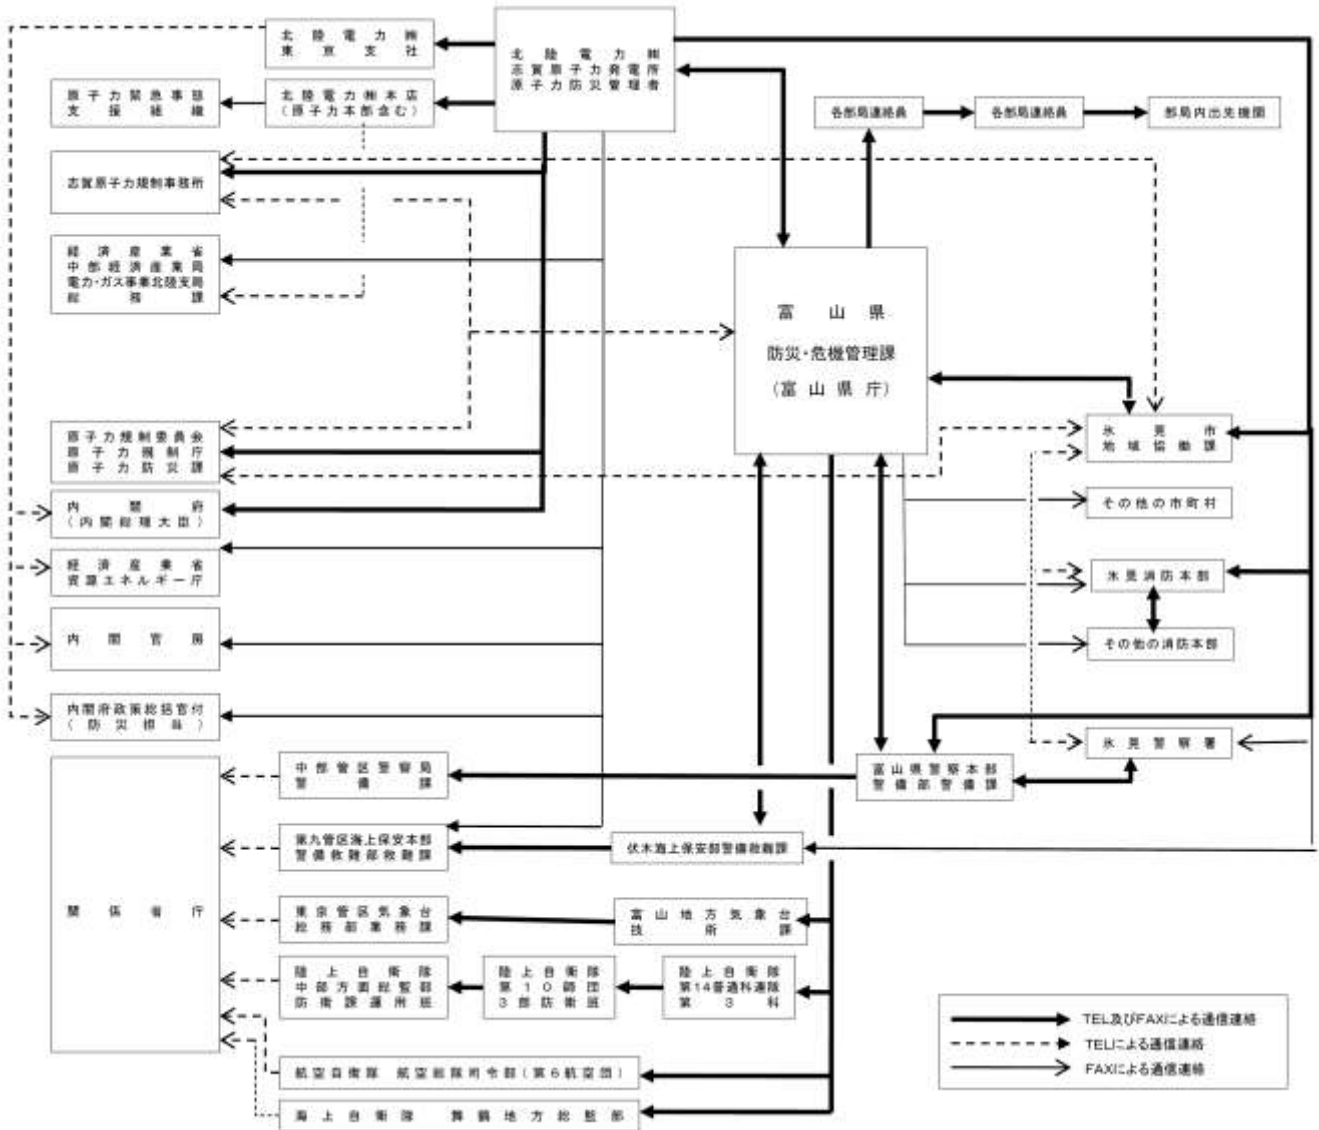 北陸電力㈱
東京支社
北陸電力㈱
志賀原子力発電所
原子力防災管理者
原子力緊急事態
支援組織
北陸電力㈱本店
(原子力本部含む)
各部局連絡員
各部局連絡員
部局内出先機関
志賀原子力規制事務所
経済産業省
中部経済産業局
電力・ガス事業北陸支局
総務課
富山県
防災・危機管理課
(富山県庁)
原子力規制委員会
原子力規制庁
原子力防災課
氷見市
地域協働課
内閣府
(内閣総理大臣)
その他の市町村
経済産業省
資源エネルギー庁
氷見消防本部
内閣官房
その他の消防本部
内閣府政策統括官付
(防災担当)
氷見警察署
中部管区警察局
警備課
富山県警察本部
警備部警備課
第九管区海上保安本部
警備救難部救難課
伏木海上保安部警備救難課
関係省庁
東京管区気象台
総務部業務課
富山地方気象台
技術課
陸上自衛隊
中部方面総監部
防衛課運用班
陸上自衛隊
第10師団
3部防衛班
陸上自衛隊
第14普通科連隊
第3科
航空自衛隊 航空総隊司令部(第6航空団)
海上自衛隊 舞鶴地方総監部
TEL及びFAXによる通信連絡
TELによる通信連絡
FAXによる通信連絡